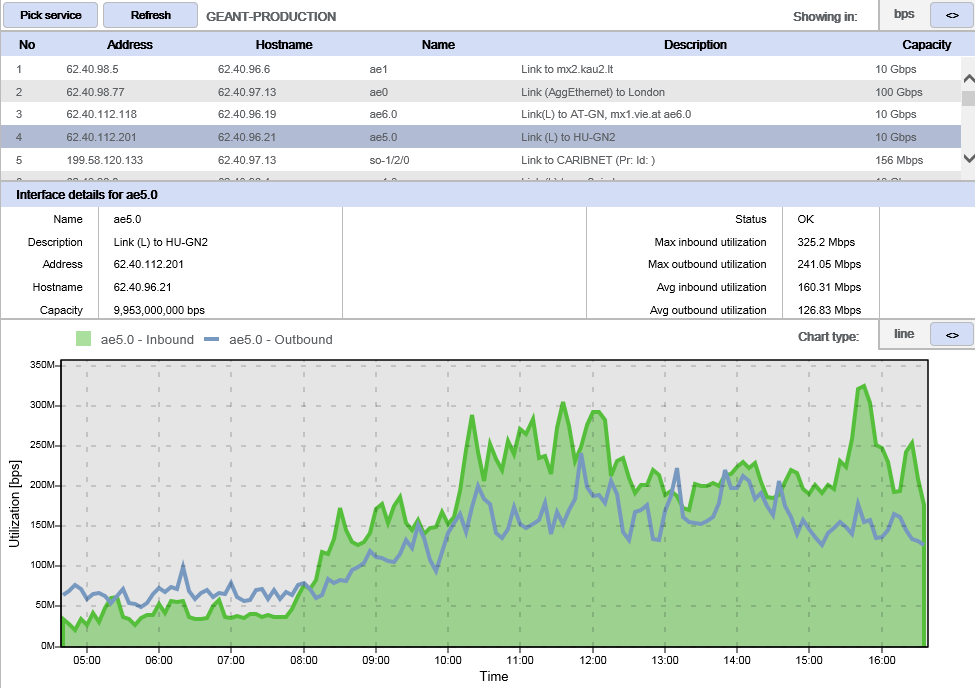 Pick service Refresh GEANT-PRODUCTION Showing in: bps <>
No Address Hostname Name Description Capacity
1 62.40.98.5 62.40.96.6 ae1 Link to mx2.kau2.lt 10 Gbps
2 62.40.98.77 62.40.97.13 ae0 Link (AggEthernet) to London 100 Gbps
3 62.40.112.118 62.40.96.19 ae6.0 Link(L) to AT-GN, mx1.vie.at ae6.0 10 Gbps
4 62.40.112.201 62.40.96.21 ae5.0 Link (L) to HU-GN2 10 Gbps
5 199.58.120.133 62.40.97.13 so-1/2/0 Link to CARIBNET (Pr: Id: ) 156 Mbps
Interface details for ae5.0
Name ae5.0 Status OK
Description Link (L) to HU-GN2 Max inbound utilization 325.2 Mbps
Address 62.40.112.201 Max outbound utilization 241.05 Mbps
Hostname 62.40.96.21 Avg inbound utilization 160.31 Mbps
Capacity 9,953,000,000 bps Avg outbound utilization 126.83 Mbps
ae5.0 - Inbound ae5.0 - Outbound Chart type: line <>
350M
300M
250M
200M
150M
100M
50M
0M
Utilization [bps]
05:00 06:00 07:00 08:00 09:00 10:00 11:00 12:00 13:00 14:00 15:00 16:00
Time